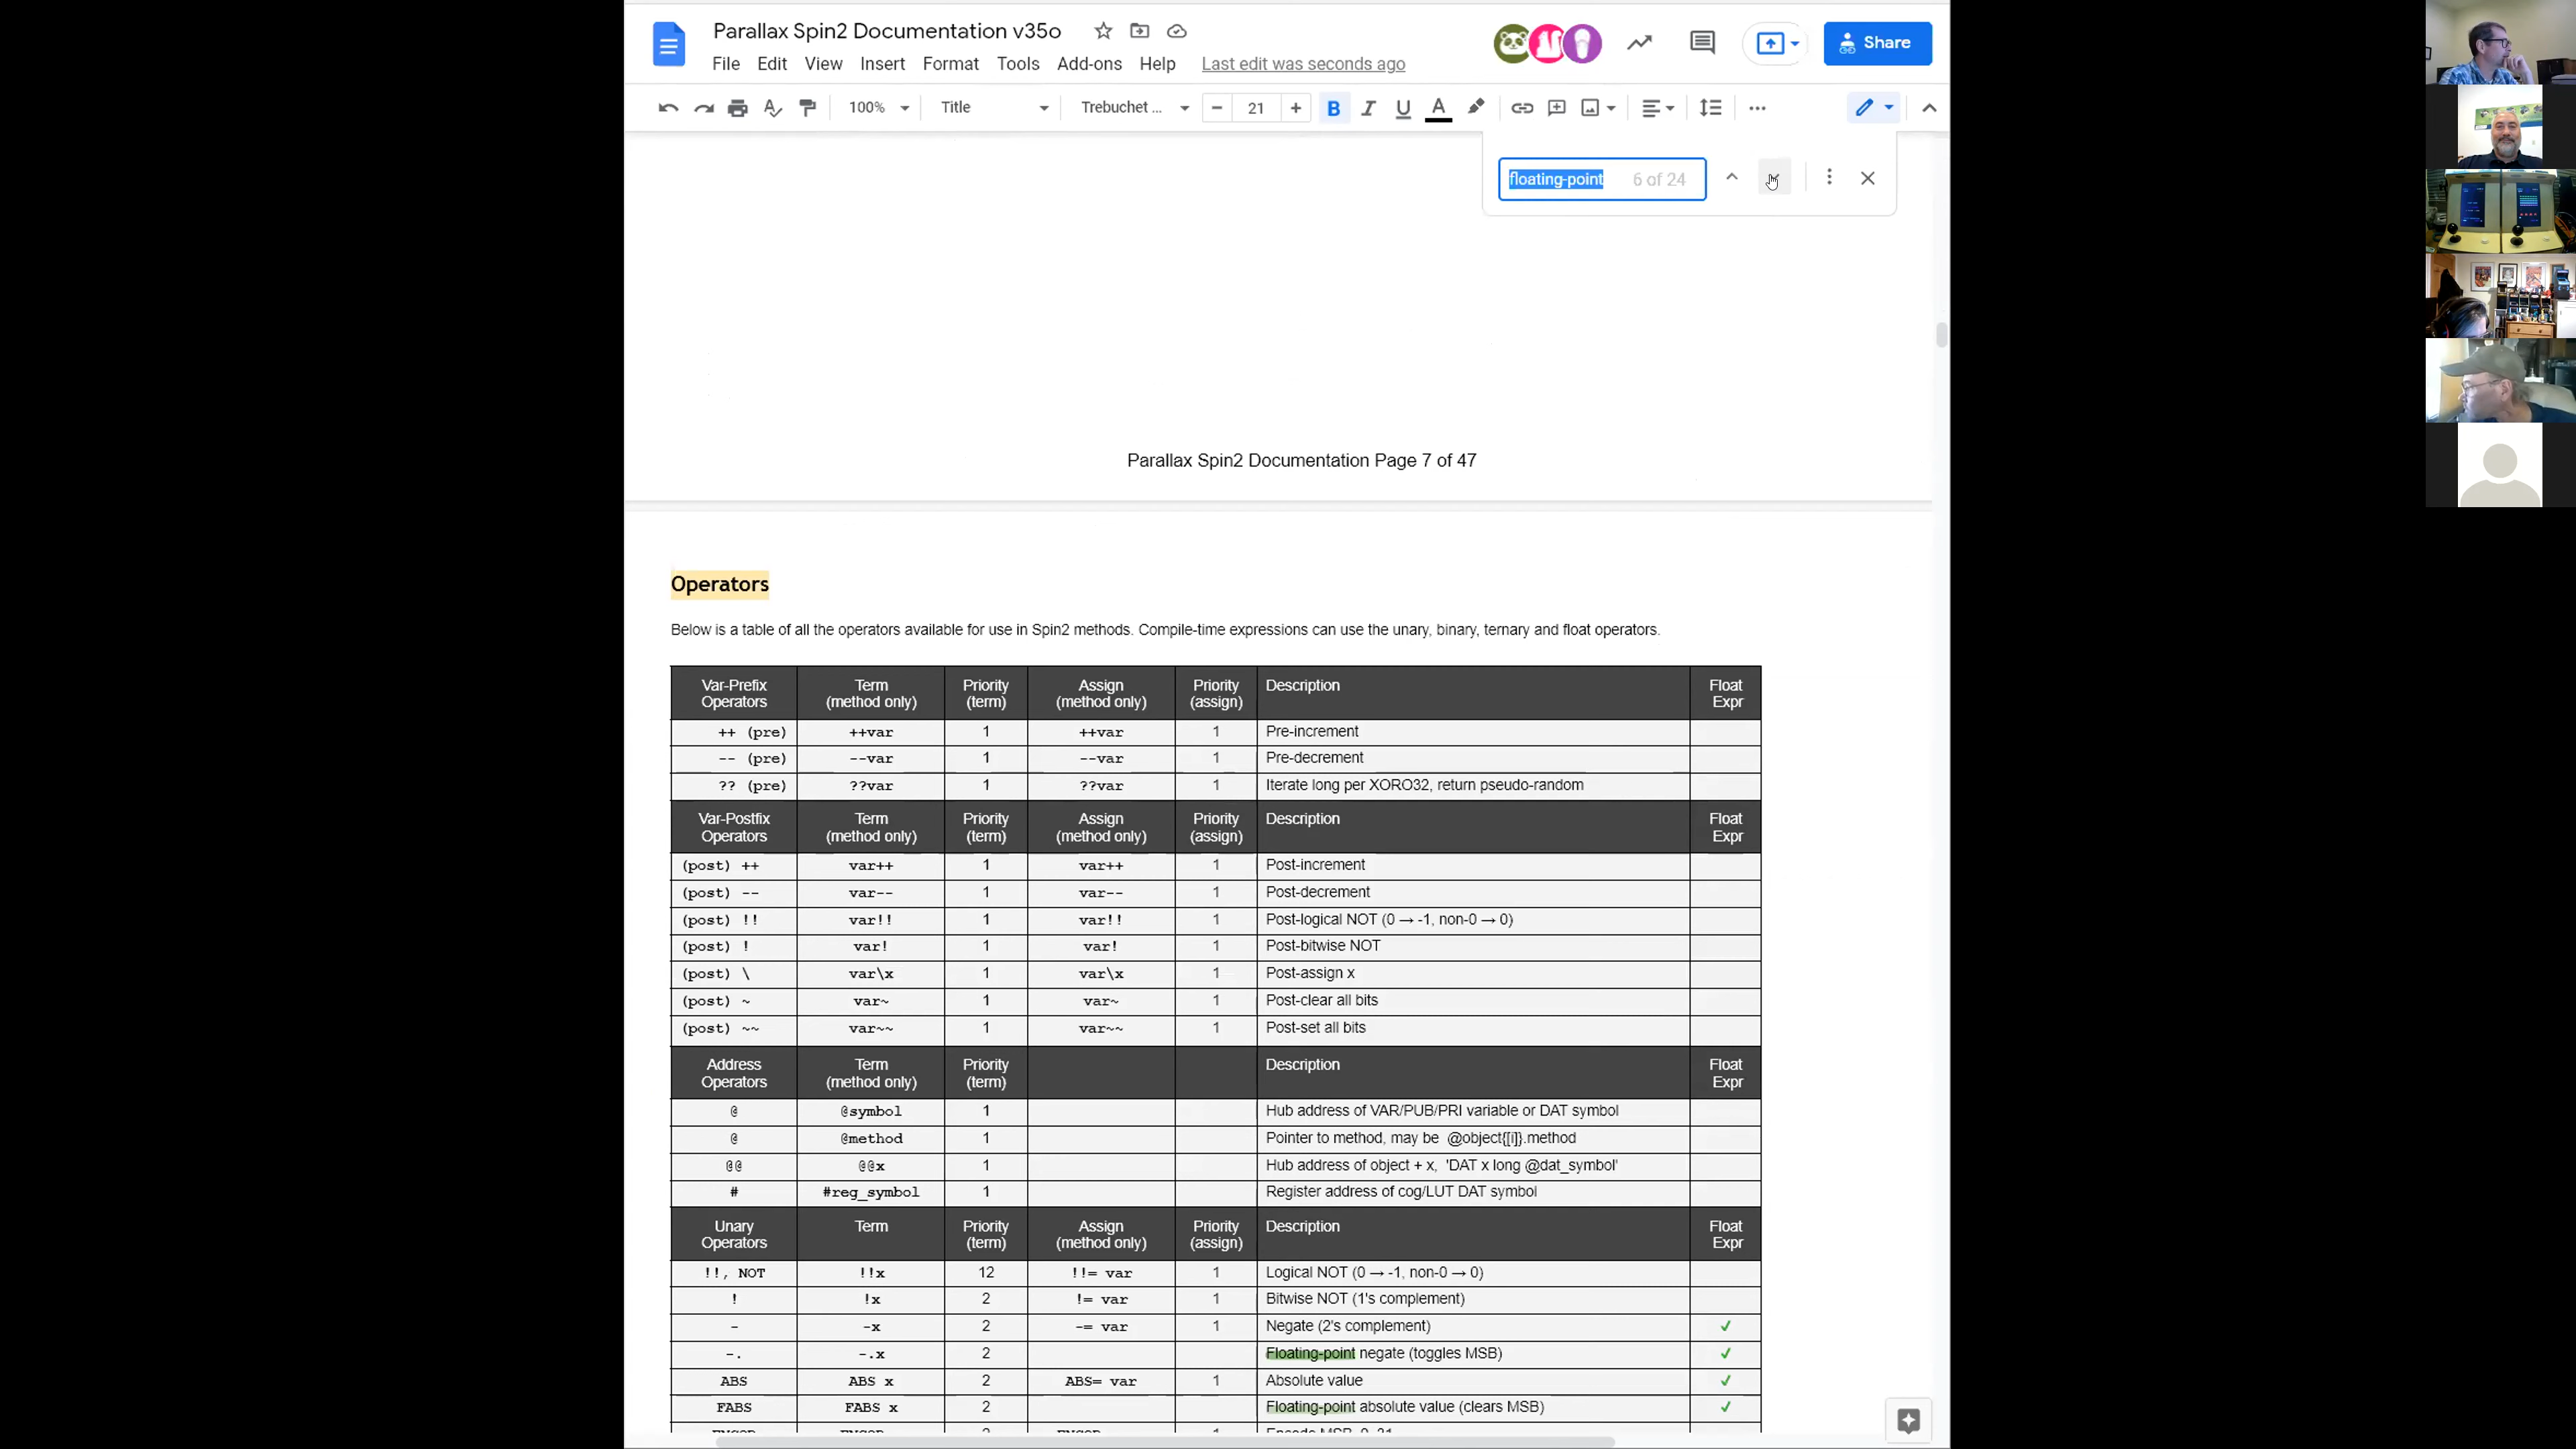 Parallax Spin2 Documentation v35o
File Edit View Insert Format Tools Add-ons Help Last edit was seconds ago
Share
100% Title Trebuchet ... − 21 + B I U A
floating-point 6 of 24
Parallax Spin2 Documentation Page 7 of 47
Operators
Below is a table of all the operators available for use in Spin2 methods. Compile-time expressions can use the unary, binary, ternary and float operators.
Var-Prefix Operators Term (method only) Priority (term) Assign (method only) Priority (assign) Description Float Expr
++ (pre) ++var 1 ++var 1 Pre-increment
-- (pre) --var 1 --var 1 Pre-decrement
?? (pre) ??var 1 ??var 1 Iterate long per XORO32, return pseudo-random
Var-Postfix Operators Term (method only) Priority (term) Assign (method only) Priority (assign) Description Float Expr
(post) ++ var++ 1 var++ 1 Post-increment
(post) -- var-- 1 var-- 1 Post-decrement
(post) !! var!! 1 var!! 1 Post-logical NOT (0 → -1, non-0 → 0)
(post) ! var! 1 var! 1 Post-bitwise NOT
(post) \ var\x 1 var\x 1 Post-assign x
(post) ~ var~ 1 var~ 1 Post-clear all bits
(post) ~~ var~~ 1 var~~ 1 Post-set all bits
Address Operators Term (method only) Priority (term) Description Float Expr
@ @symbol 1 Hub address of VAR/PUB/PRI variable or DAT symbol
@ @method 1 Pointer to method, may be @object{[i]}.method
@@ @@x 1 Hub address of object + x, 'DAT x long @dat_symbol'
# #reg_symbol 1 Register address of cog/LUT DAT symbol
Unary Operators Term Priority (term) Assign (method only) Priority (assign) Description Float Expr
!!, NOT !!x 12 !!= var 1 Logical NOT (0 → -1, non-0 → 0)
! !x 2 != var 1 Bitwise NOT (1's complement)
- -x 2 -= var 1 Negate (2's complement) ✓
-. -.x 2 Floating-point negate (toggles MSB) ✓
ABS ABS x 2 ABS= var 1 Absolute value ✓
FABS FABS x 2 Floating-point absolute value (clears MSB) ✓